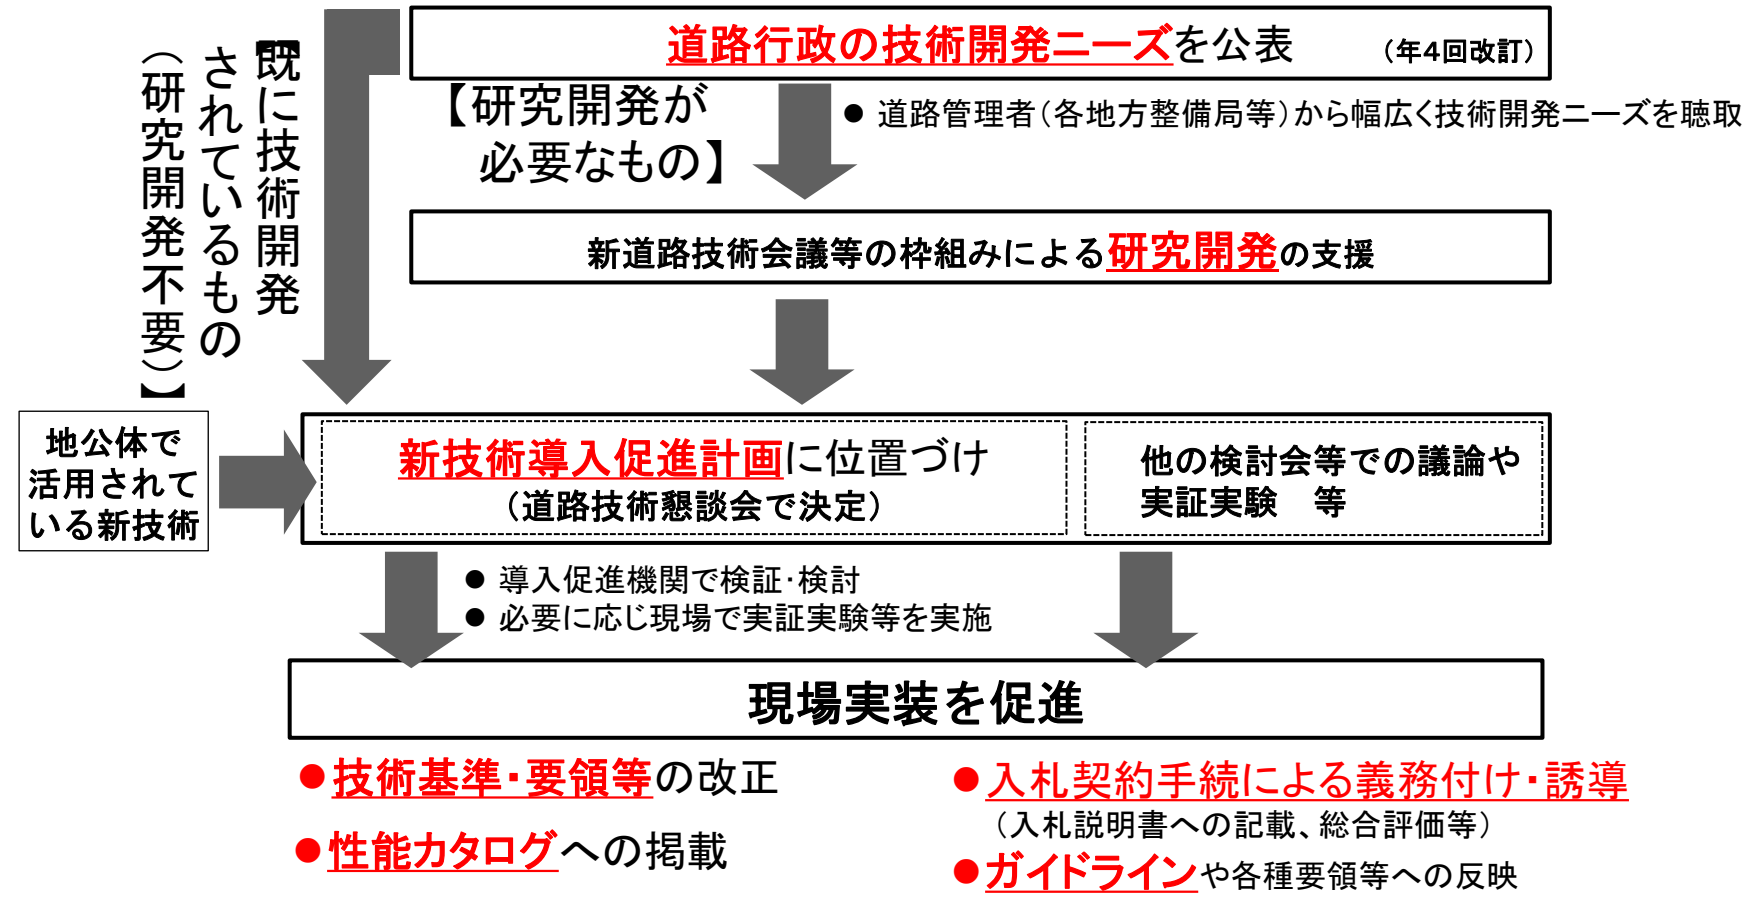 道路行政の技術開発ニーズを公表 (年4回改訂)
【既に技術開発
されているもの
(研究開発不要)】
【研究開発が
必要なもの】
● 道路管理者(各地方整備局等)から幅広く技術開発ニーズを聴取
新道路技術会議等の枠組みによる研究開発の支援
地公体で
活用されて
いる新技術
新技術導入促進計画に位置づけ
(道路技術懇談会で決定)
他の検討会等での議論や
実証実験 等
● 導入促進機関で検証・検討
● 必要に応じ現場で実証実験等を実施
現場実装を促進
●技術基準・要領等の改正
●性能カタログへの掲載
●入札契約手続による義務付け・誘導
(入札説明書への記載、総合評価等)
●ガイドラインや各種要領等への反映